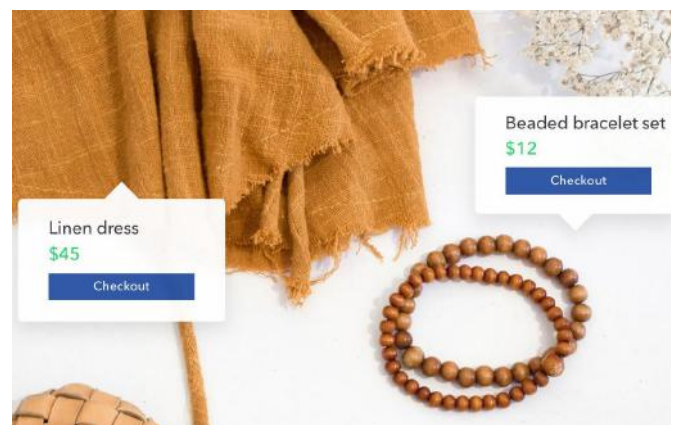 Beaded bracelet set
$12
Checkout
Linen dress
$45
Checkout